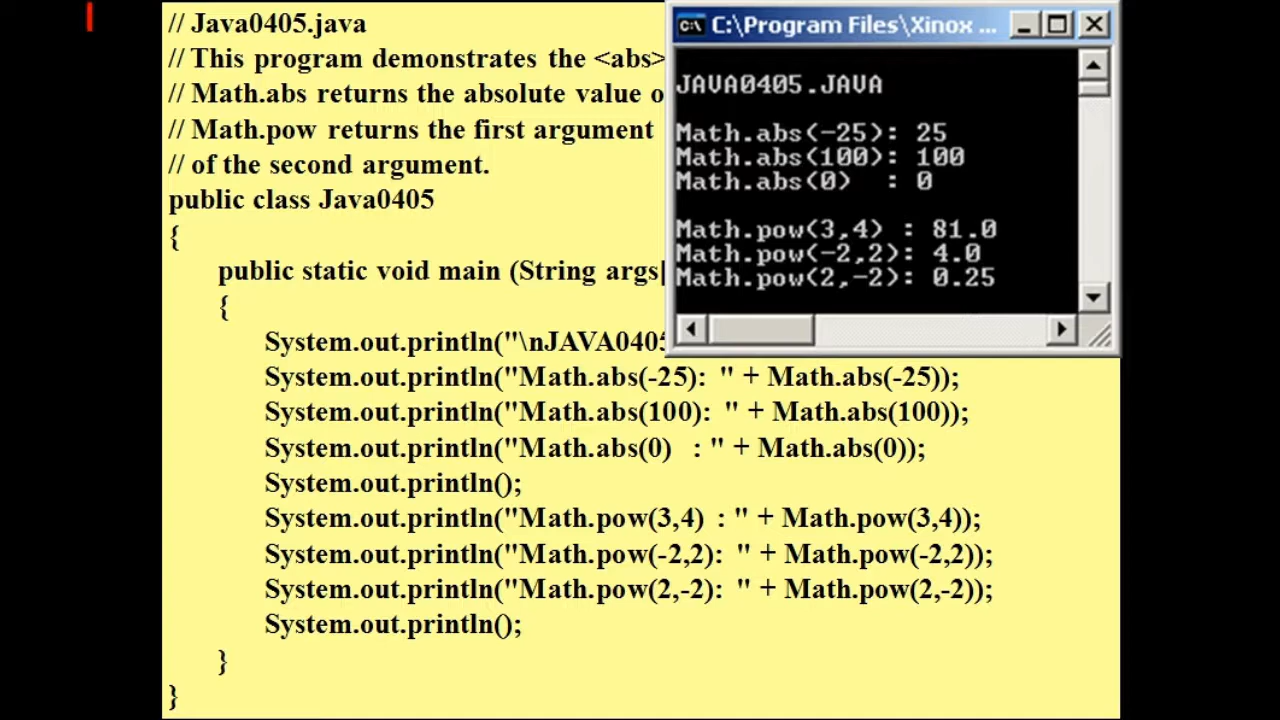 // Java0405.java
// This program demonstrates the <abs>
// Math.abs returns the absolute value o
// Math.pow returns the first argument
// of the second argument.
public class Java0405
{
public static void main (String args[
{
System.out.println("\nJAVA0405
System.out.println("Math.abs(-25): " + Math.abs(-25));
System.out.println("Math.abs(100): " + Math.abs(100));
System.out.println("Math.abs(0) : " + Math.abs(0));
System.out.println();
System.out.println("Math.pow(3,4) : " + Math.pow(3,4));
System.out.println("Math.pow(-2,2): " + Math.pow(-2,2));
System.out.println("Math.pow(2,-2): " + Math.pow(2,-2));
System.out.println();
}
}
C:\Program Files\Xinox ...
JAVA0405.JAVA
Math.abs(-25): 25
Math.abs(100): 100
Math.abs(0) : 0
Math.pow(3,4) : 81.0
Math.pow(-2,2): 4.0
Math.pow(2,-2): 0.25